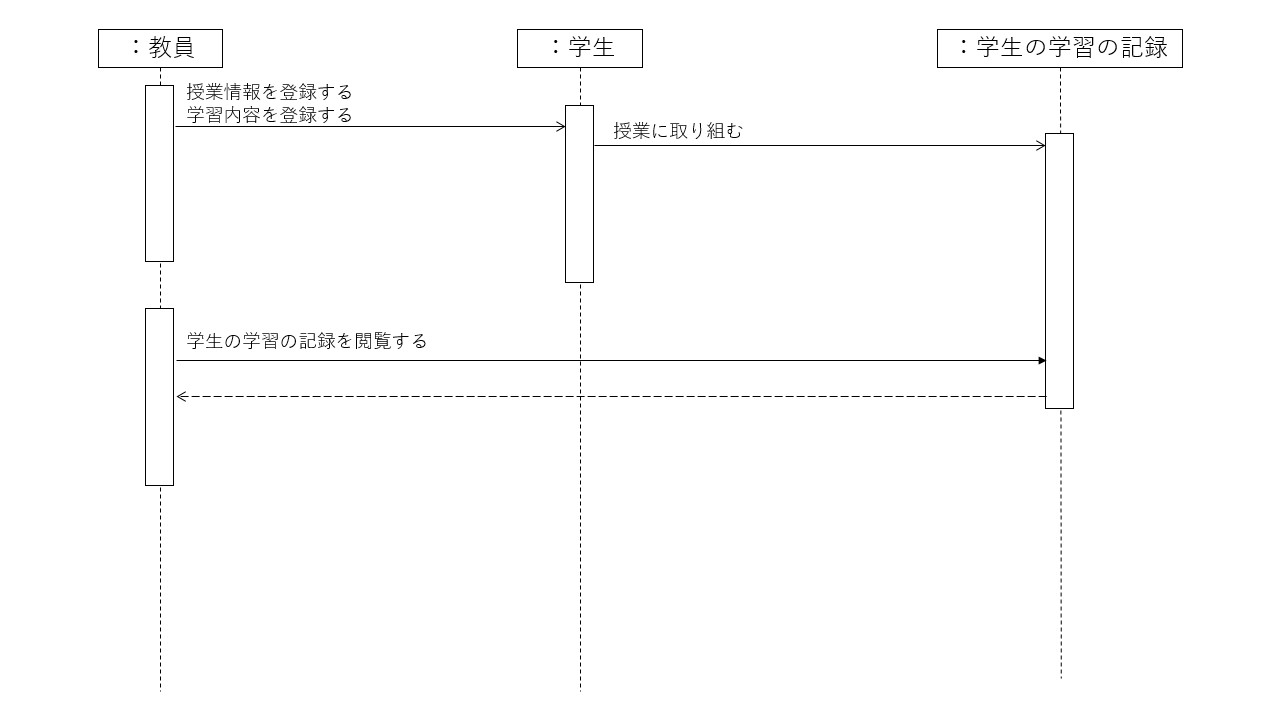 ：教員
：学生
：学生の学習の記録
授業情報を登録する
学習内容を登録する
授業に取り組む
学生の学習の記録を閲覧する